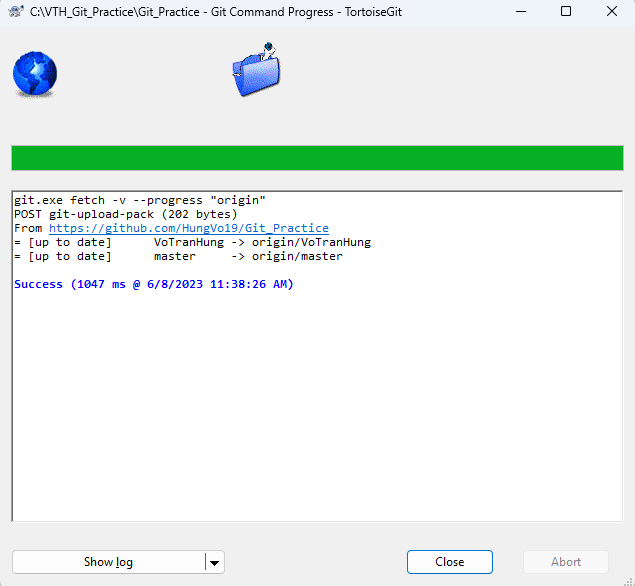 C:\VTH_Git_Practice\Git_Practice - Git Command Progress - TortoiseGit
git.exe fetch -v --progress "origin"
POST git-upload-pack (202 bytes)
From https://github.com/HungVo19/Git_Practice
= [up to date]      VoTranHung -> origin/VoTranHung
= [up to date]      master     -> origin/master
Success (1047 ms @ 6/8/2023 11:38:26 AM)
Show log
Close
Abort